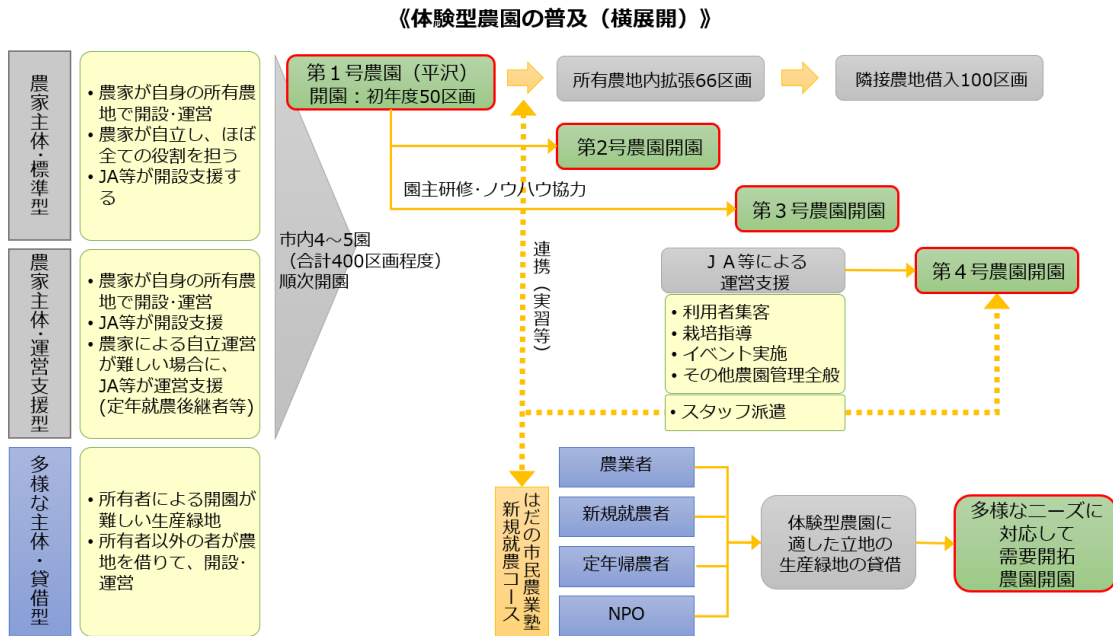 《体験型農園の普及（横展開）》
農家主体・標準型
• 農家が自身の所有農
地で開設･運営
• 農家が自立し、ほぼ
全ての役割を担う
• JA等が開設支援す
る
第１号農園（平沢）
開園：初年度50区画
所有農地内拡張66区画
隣接農地借入100区画
第2号農園開園
園主研修･ノウハウ協力
第３号農園開園
市内4～5園
（合計400区画程度）
順次開園
連携（実習等）
農家主体・運営支援型
• 農家が自身の所有農
地で開設･運営
• JA等が開設支援
• 農家による自立運営
が難しい場合に、
JA等が運営支援
(定年就農後継者等)
ＪＡ等による
運営支援
第４号農園開園
• 利用者集客
• 栽培指導
• イベント実施
• その他農園管理全般
• スタッフ派遣
多様な主体・貸借型
• 所有者による開園が
難しい生産緑地
• 所有者以外の者が農
地を借りて、開設･
運営
はだの市民農業塾
新規就農コース
農業者
新規就農者
定年帰農者
NPO
体験型農園に
適した立地の
生産緑地の貸借
多様なニーズに
対応して
需要開拓
農園開園